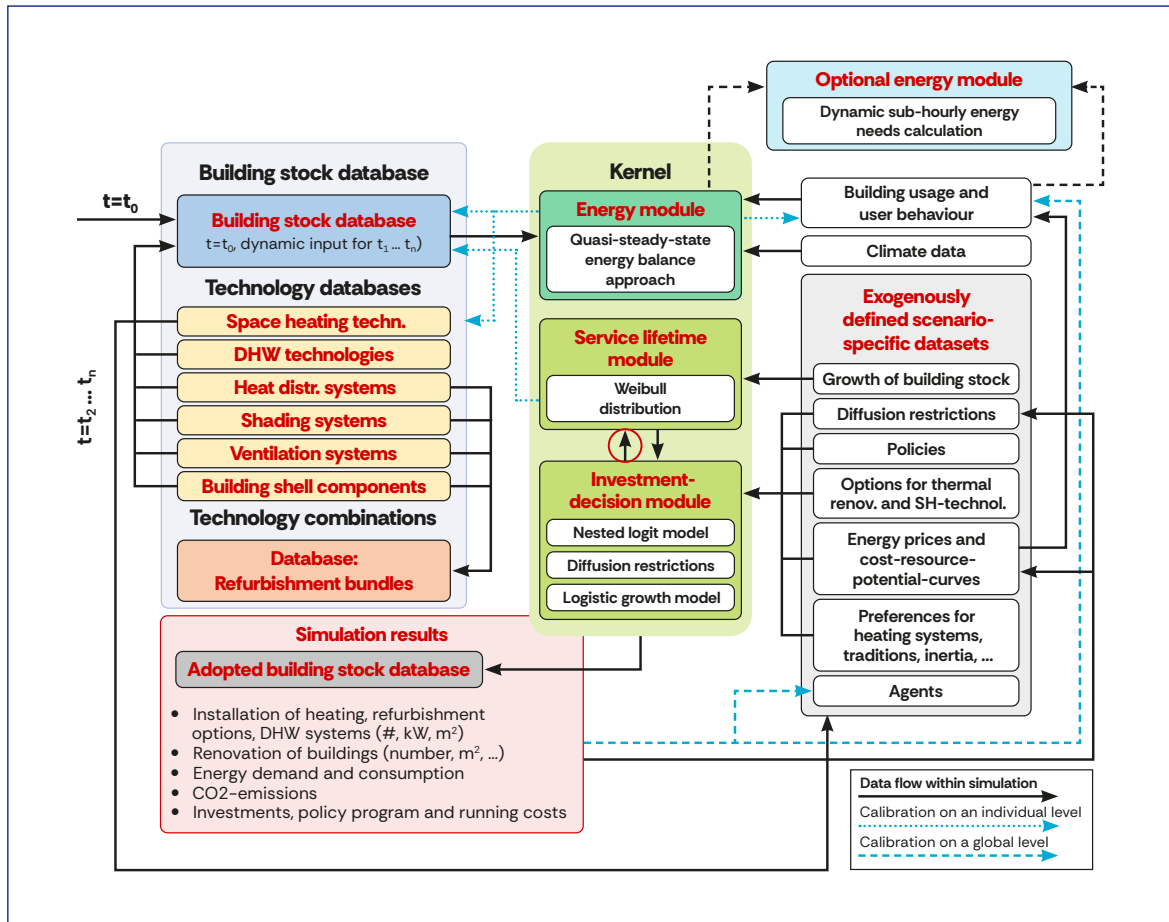 Optional energy module
Dynamic sub-hourly energy
needs calculation
Building stock database
t=t₀
Building stock database
t=t₀, dynamic input for t₁ ... tₙ)
Technology databases
Space heating techn.
DHW technologies
Heat distr. systems
Shading systems
Ventilation systems
Building shell components
Technology combinations
Database:
Refurbishment bundles
t=t₂ ... tₙ
Kernel
Energy module
Quasi-steady-state
energy balance
approach
Service lifetime
module
Weibull
distribution
Investment-
decision module
Nested logit model
Diffusion restrictions
Logistic growth model
Building usage and
user behaviour
Climate data
Exogenously
defined scenario-
specific datasets
Growth of building stock
Diffusion restrictions
Policies
Options for thermal
renov. and SH-technol.
Energy prices and
cost-resource-
potential-curves
Preferences for
heating systems,
traditions, inertia, ...
Agents
Simulation results
Adopted building stock database
• Installation of heating, refurbishment
options, DHW systems (#, kW, m²)
• Renovation of buildings (number, m², ...)
• Energy demand and consumption
• CO2-emissions
• Investments, policy program and running costs
Data flow within simulation
Calibration on an individual level
Calibration on a global level